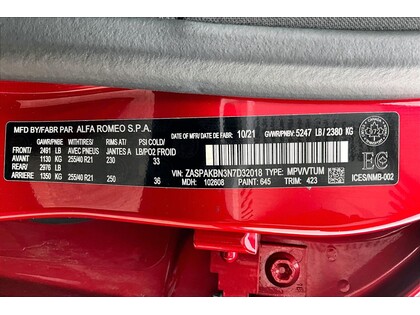 MFD BY/FABR PAR ALFA ROMEO S.P.A. DATE OF MFR/DATE DE FABR: 10/21 GVWR/PNBV: 5247 LB / 2380 KG
GAWR/PNBE: WITH TIRES/ RIMS AT/ PSI COLD/
FRONT/ 2491 LB PNEUS JANTES A LB/PO2 FROID
AVANT 1130 KG 255/40 R21 230 33
REAR/ 2976 LB
ARRIERE 1350 KG 255/40 R21 250 36
VIN: ZASPAKBN3N7D32018 TYPE: MPV/VTUM
MDH: 102608 PAINT: 645 TRIM: 423
EC
ICES/NMB-002